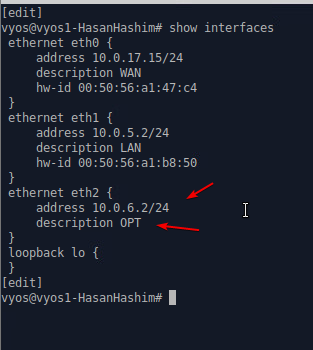 [edit]
vyos@vyos1-HasanHashim# show interfaces
 ethernet eth0 {
     address 10.0.17.15/24
     description WAN
     hw-id 00:50:56:a1:47:c4
 }
 ethernet eth1 {
     address 10.0.5.2/24
     description LAN
     hw-id 00:50:56:a1:b8:50
 }
 ethernet eth2 {
     address 10.0.6.2/24
     description OPT
 }
 loopback lo {
 }
[edit]
vyos@vyos1-HasanHashim#